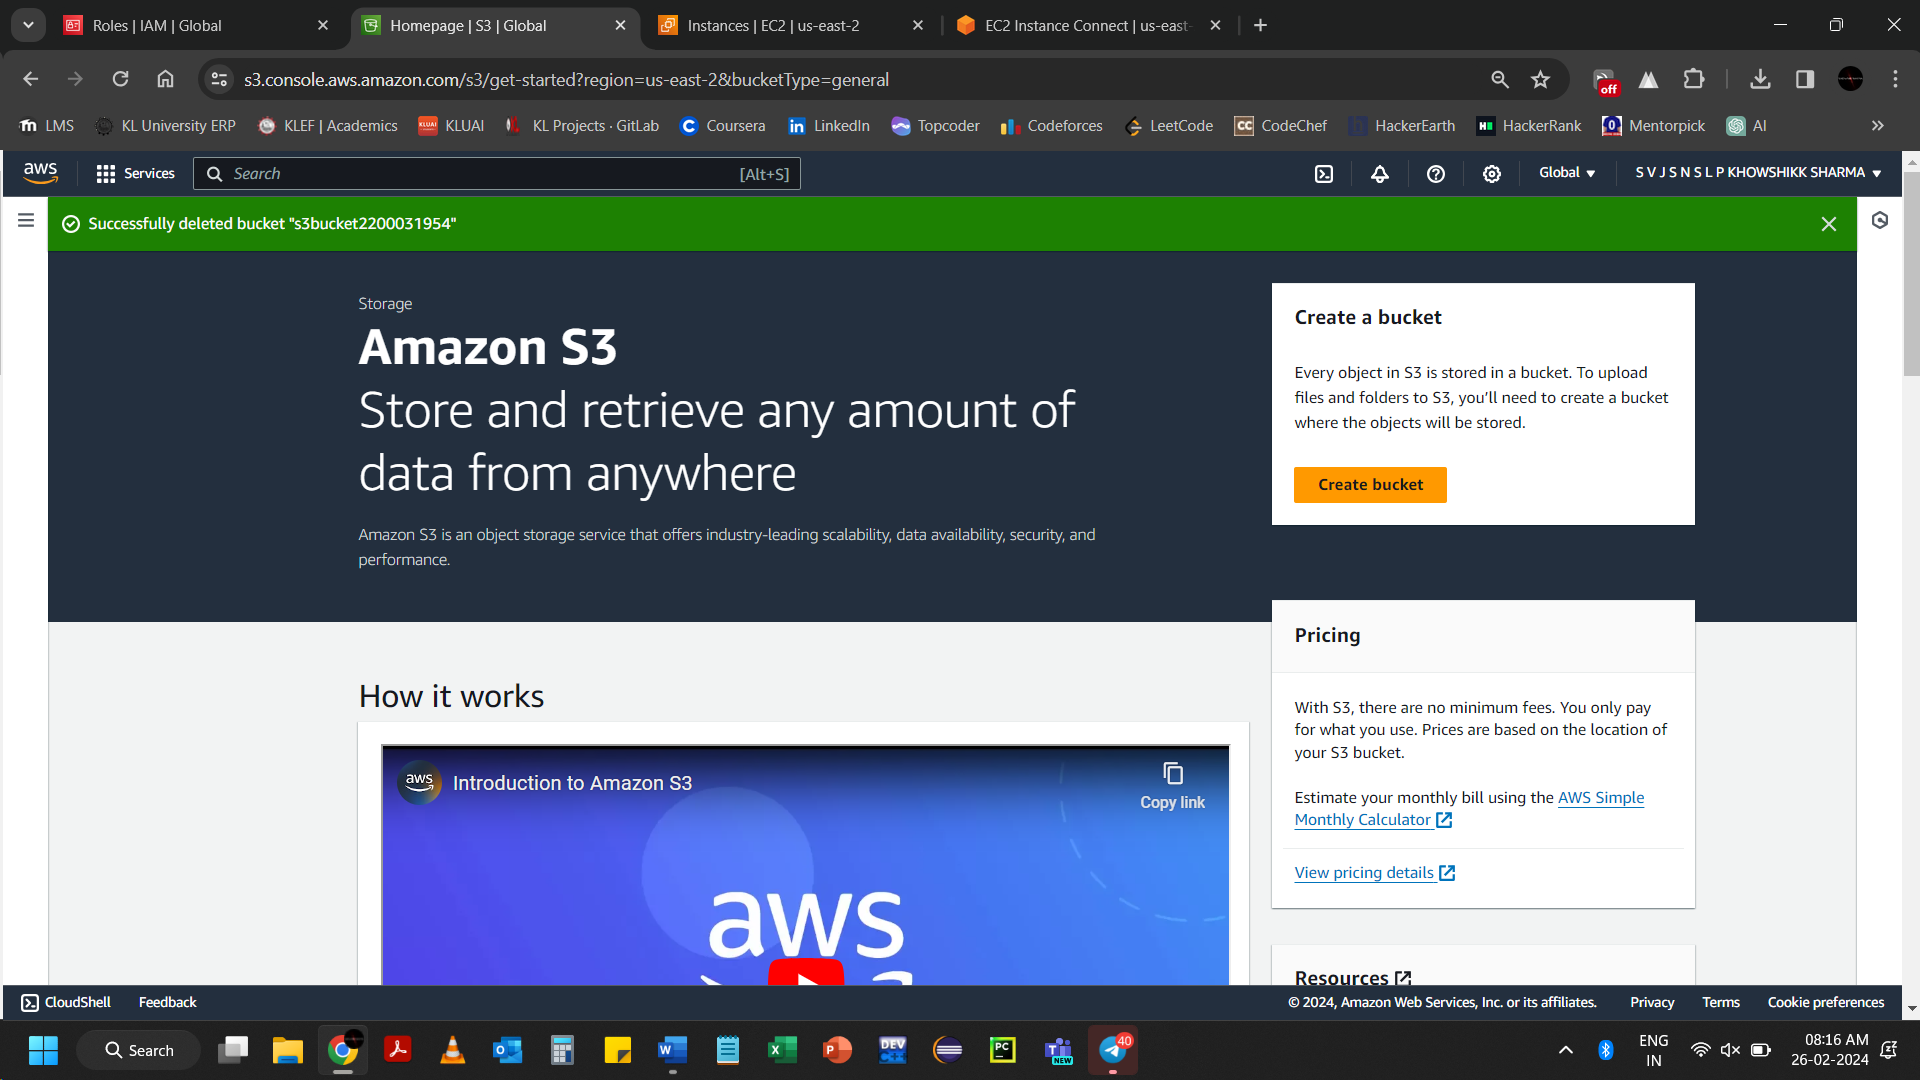 Roles | IAM | Global
Homepage | S3 | Global
Instances | EC2 | us-east-2
EC2 Instance Connect | us-east-
s3.console.aws.amazon.com/s3/get-started?region=us-east-2&bucketType=general
off
LMS
KL University ERP
KLEF | Academics
KLUAI
KLUAI
KL Projects · GitLab
Coursera
LinkedIn
Topcoder
Codeforces
LeetCode
CodeChef
HackerEarth
HackerRank
Mentorpick
AI
aws
Services
Search
[Alt+S]
Global
S V J S N S L P KHOWSHIKK SHARMA
Successfully deleted bucket "s3bucket2200031954"
Storage
Amazon S3
Store and retrieve any amount of
data from anywhere
Amazon S3 is an object storage service that offers industry-leading scalability, data availability, security, and
performance.
Create a bucket
Every object in S3 is stored in a bucket. To upload
files and folders to S3, you'll need to create a bucket
where the objects will be stored.
Create bucket
Pricing
With S3, there are no minimum fees. You only pay
for what you use. Prices are based on the location of
your S3 bucket.
Estimate your monthly bill using the AWS Simple
Monthly Calculator
View pricing details
Resources
How it works
aws
Introduction to Amazon S3
Copy link
aws
CloudShell
Feedback
© 2024, Amazon Web Services, Inc. or its affiliates.
Privacy
Terms
Cookie preferences
Search
DEV
PC
NEW
40
ENG
IN
08:16 AM
26-02-2024